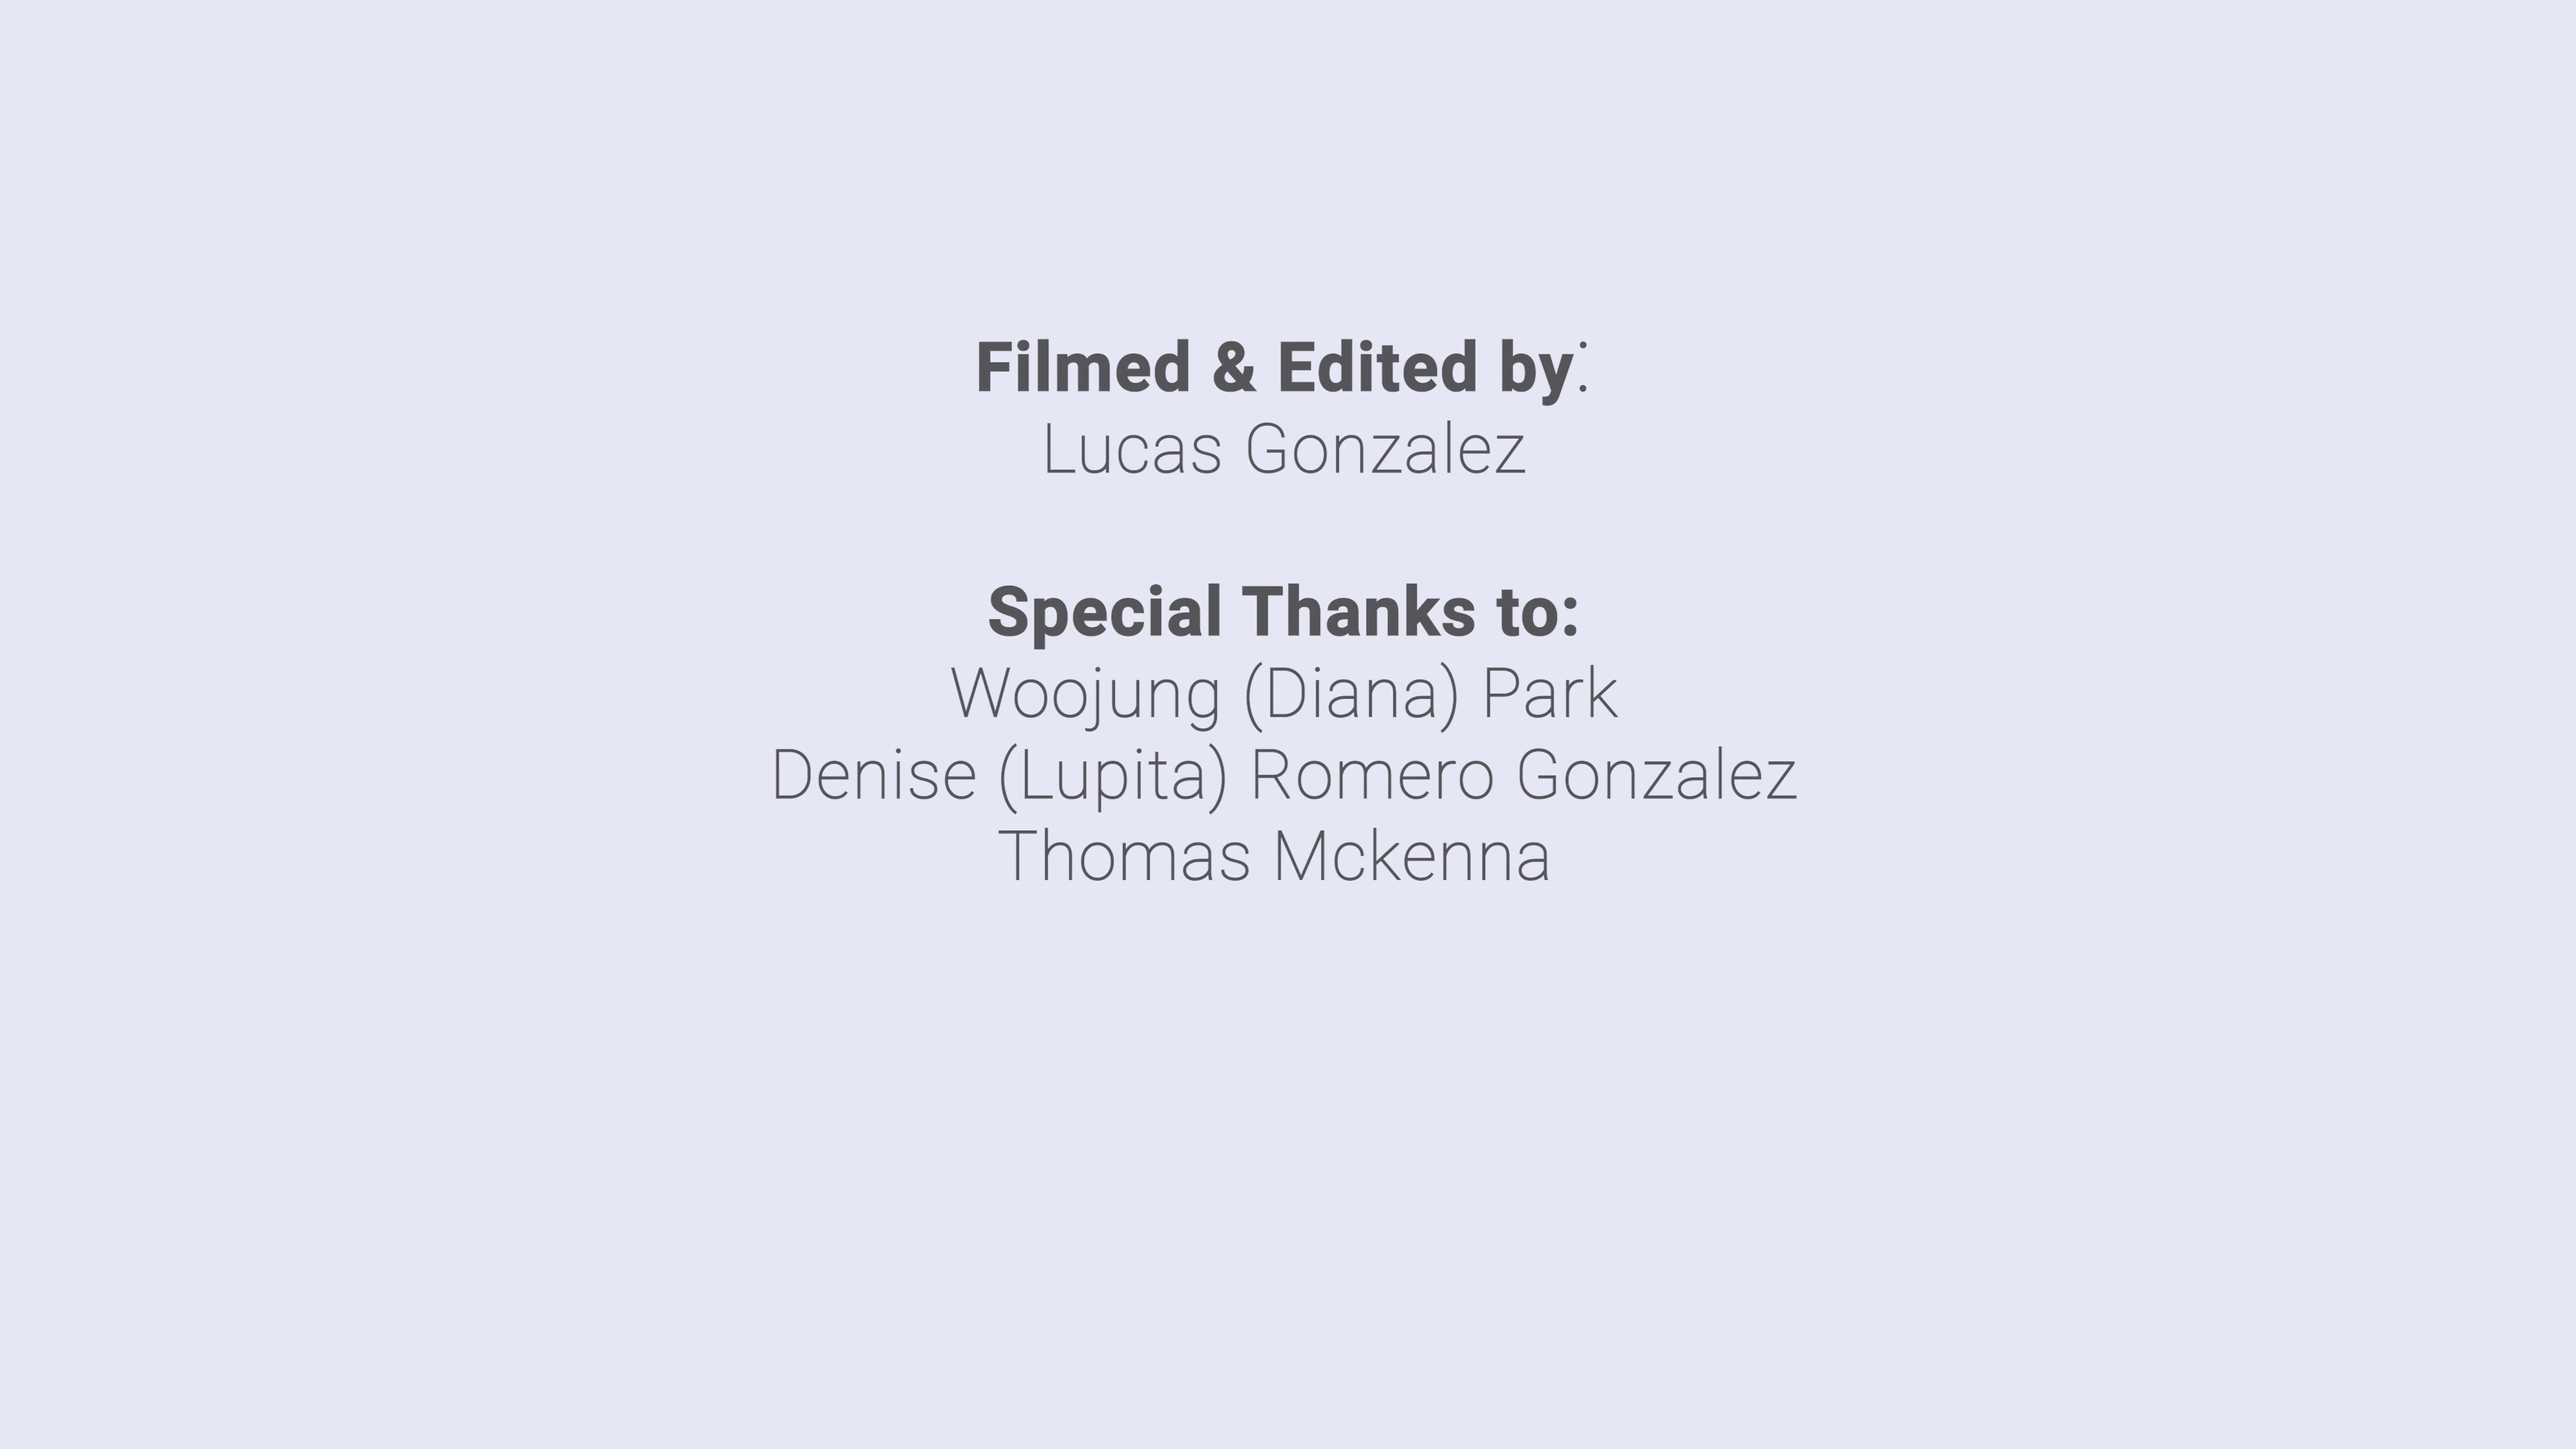 Filmed & Edited by:
Lucas Gonzalez
Special Thanks to:
Woojung (Diana) Park
Denise (Lupita) Romero Gonzalez
Thomas Mckenna